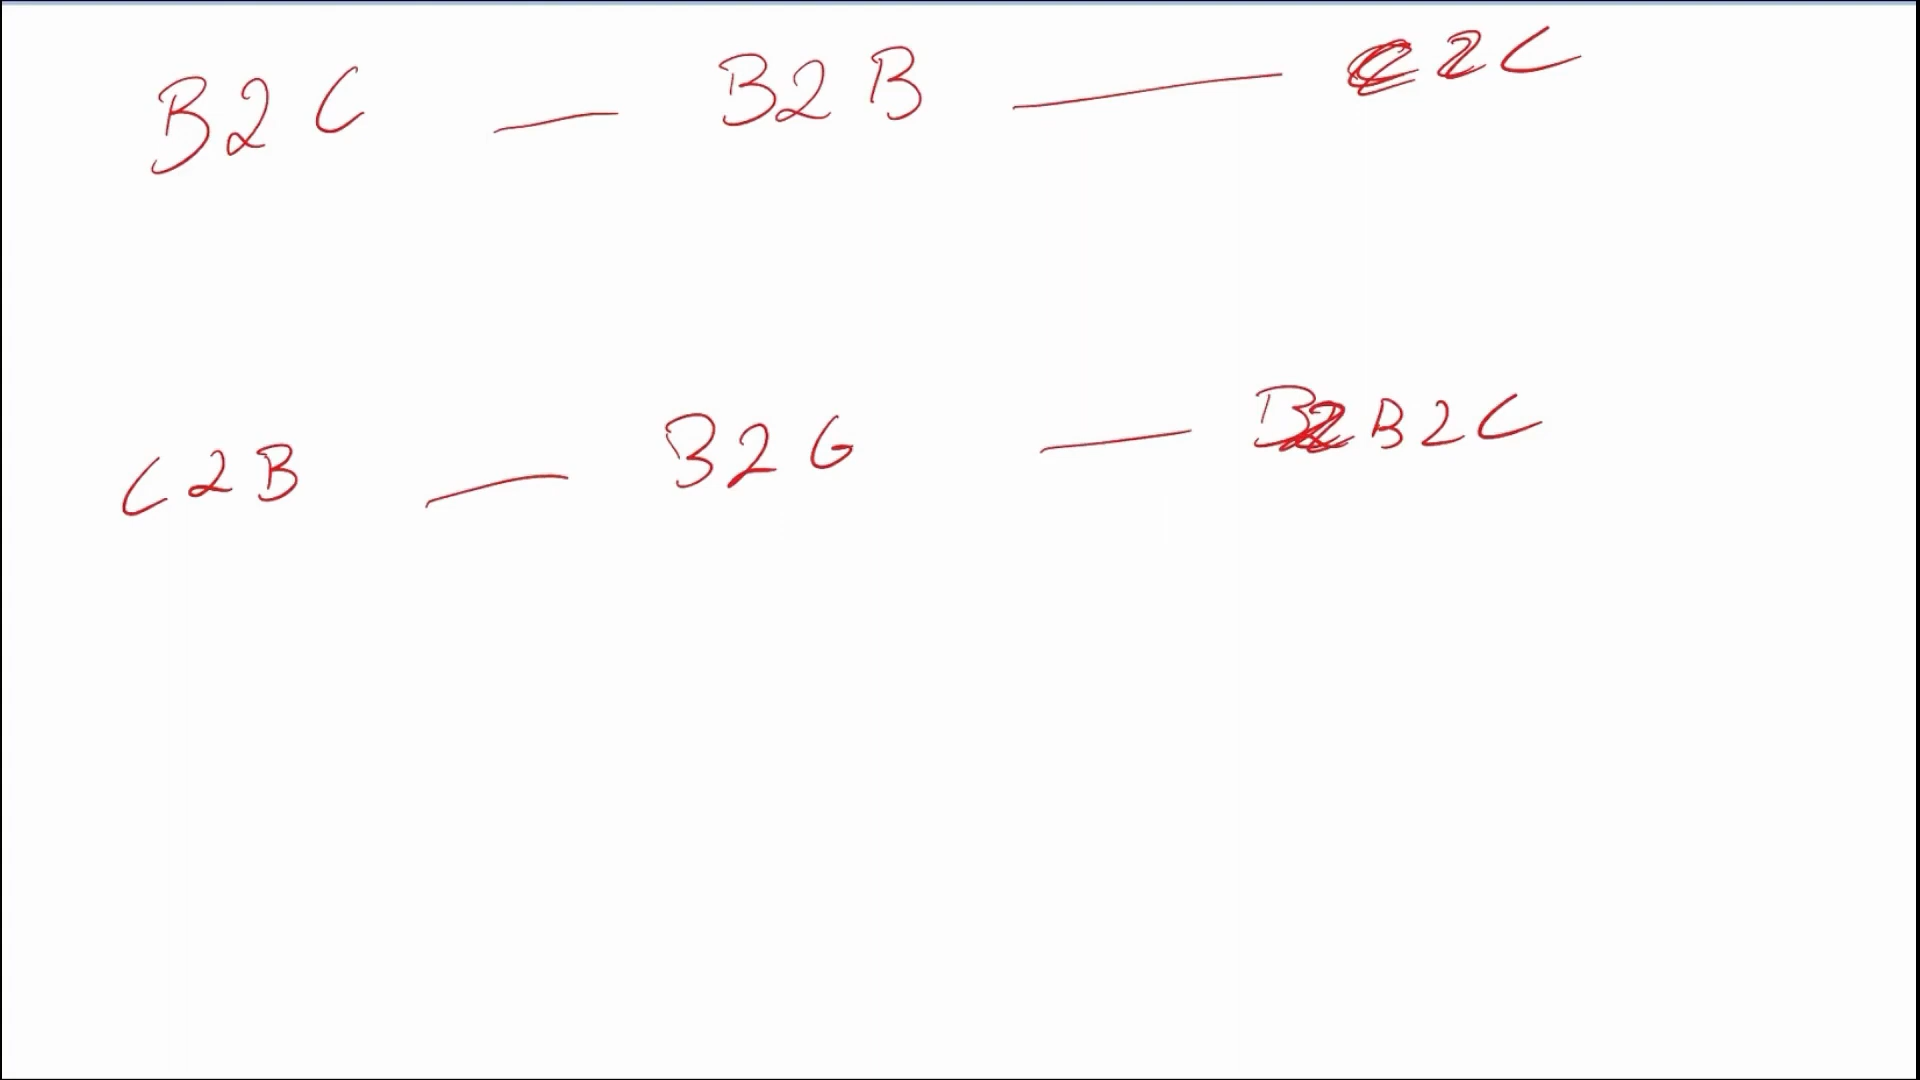 B2C — B2B — C2C
C2B — B2G — B2B2C